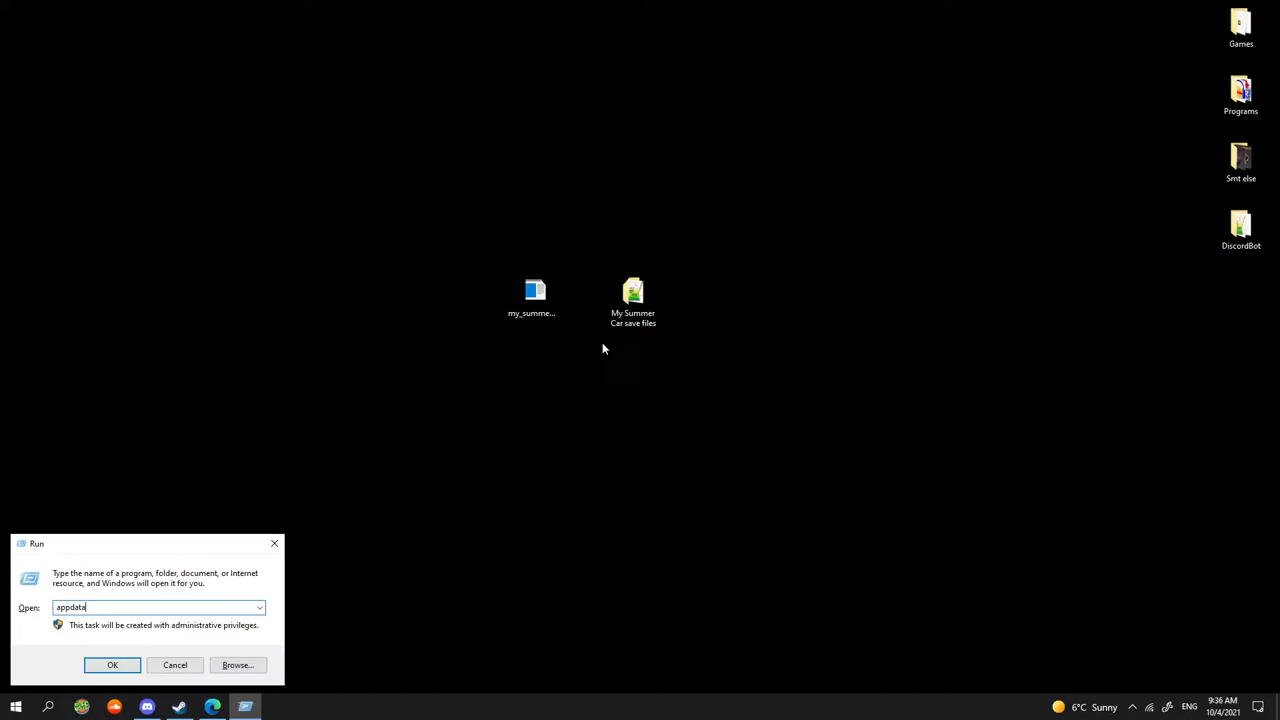 Games
Programs
Smt else
DiscordBot
my_summe...
My Summer
Car save files
Run
Type the name of a program, folder, document, or Internet
resource, and Windows will open it for you.
Open:
appdata
This task will be created with administrative privileges.
OK
Cancel
Browse...
6°C Sunny
ENG
9:36 AM
10/4/2021